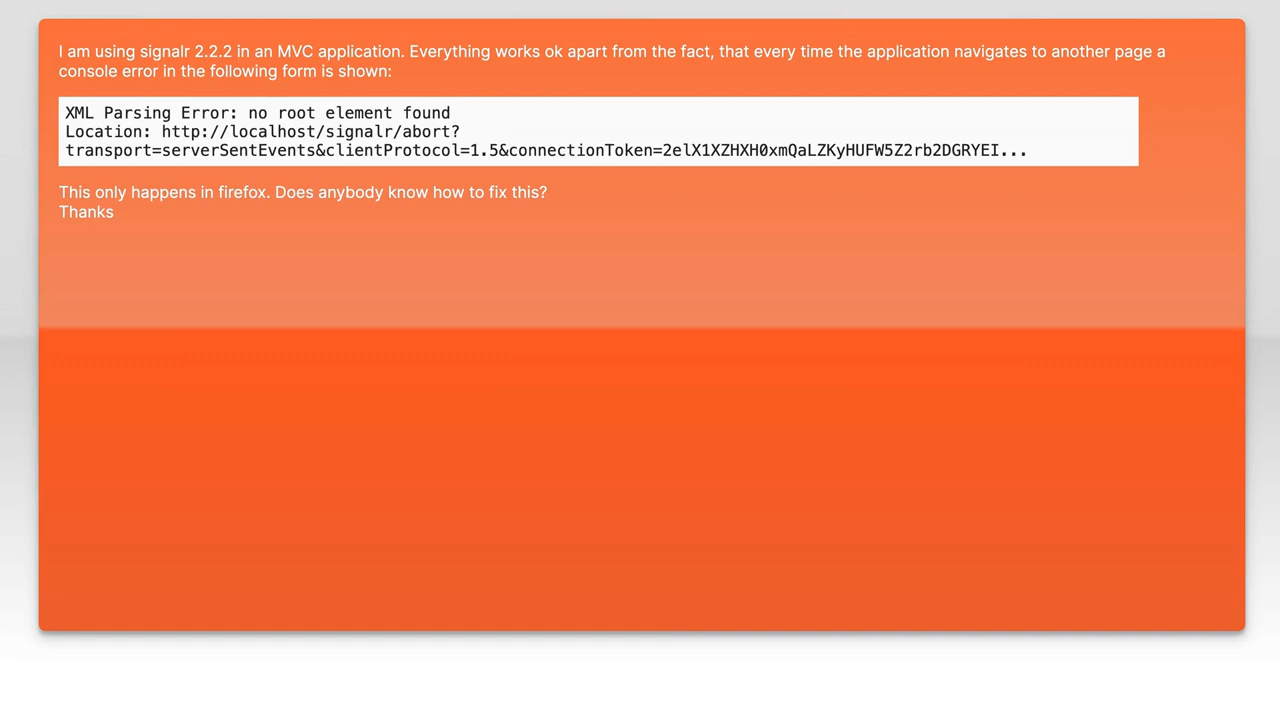 I am using signalr 2.2.2 in an MVC application. Everything works ok apart from the fact, that every time the application navigates to another page a
console error in the following form is shown:
XML Parsing Error: no root element found
Location: http://localhost/signalr/abort?
transport=serverSentEvents&clientProtocol=1.5&connectionToken=2elX1XZHXH0xmQaLZKyHUFW5Z2rb2DGRYEI...
This only happens in firefox. Does anybody know how to fix this?
Thanks